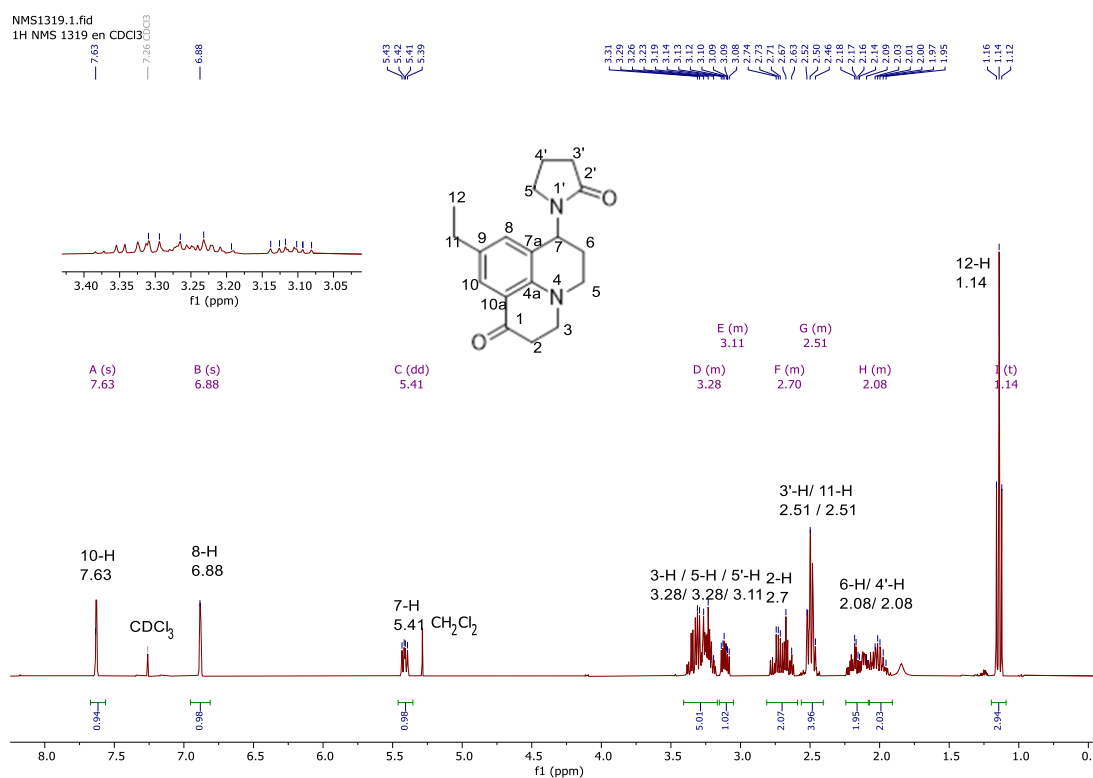 NMS1319.1.fid
1H NMS 1319 en CDCl3
7.63
7.26 CDCl3
6.88
5.43
5.42
5.41
5.39
3.31
3.29
3.26
3.23
3.19
3.14
3.13
3.12
3.10
3.09
3.09
3.08
2.74
2.73
2.71
2.67
2.63
2.52
2.50
2.46
2.18
2.17
2.16
2.14
2.09
2.03
2.01
2.00
1.97
1.95
1.16
1.14
1.12
4' 3'
2'
5' 1' O
N
12
11 9 8 7a 7 6
10 4a 4 5
10a N
1 3
O 2
3.40 3.35 3.30 3.25 3.20 3.15 3.10 3.05
f1 (ppm)
12-H
1.14
E (m)
3.11
G (m)
2.51
A (s)
7.63
B (s)
6.88
C (dd)
5.41
D (m)
3.28
F (m)
2.70
H (m)
2.08
I (t)
1.14
10-H
7.63
CDCl3
8-H
6.88
7-H
5.41
CH2Cl2
3-H / 5-H / 5'-H
3.28/ 3.28/ 3.11
2-H
2.7
3'-H/ 11-H
2.51 / 2.51
6-H/ 4'-H
2.08/ 2.08
0.94
0.98
0.98
5.01
1.02
2.07
3.96
1.95
2.03
2.94
8.0 7.5 7.0 6.5 6.0 5.5 5.0 4.5 4.0 3.5 3.0 2.5 2.0 1.5 1.0
f1 (ppm)